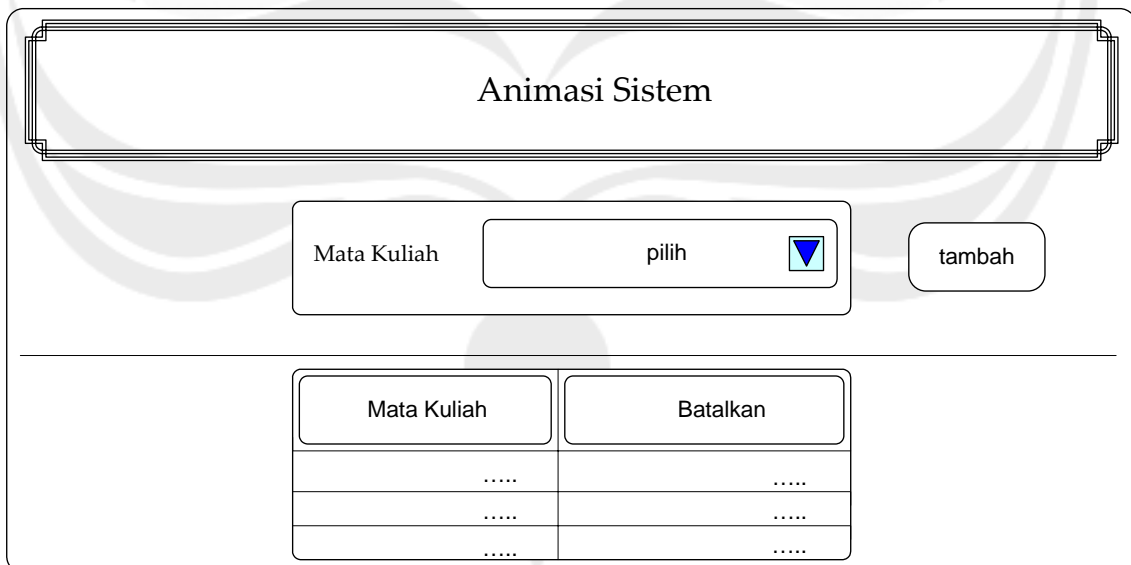 Animasi Sistem
Mata Kuliah pilih tambah
Mata Kuliah Batalkan
….. …..
….. …..
….. …..